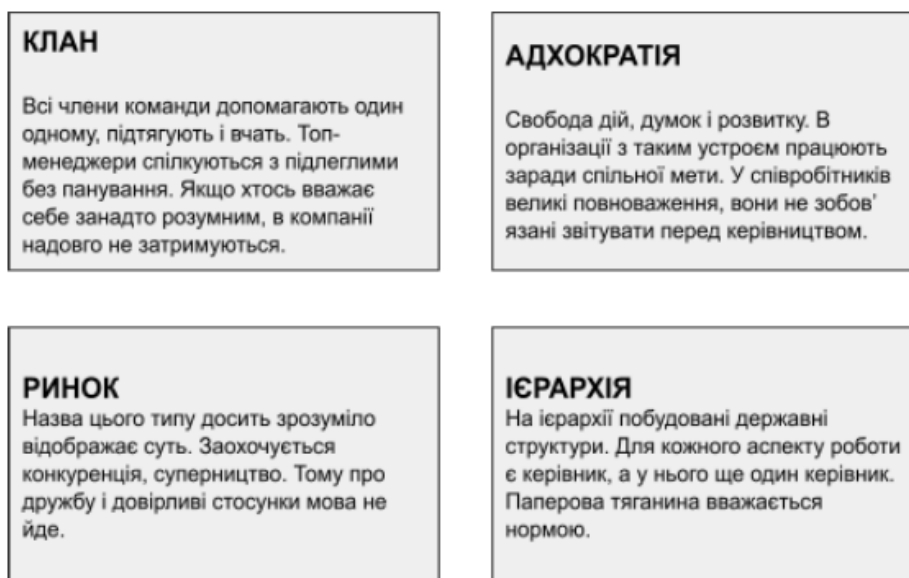 КЛАН
Всі члени команди допомагають один
одному, підтягують і вчать. Топ-
менеджери спілкуються з підлеглими
без панування. Якщо хтось вважає
себе занадто розумним, в компанії
надовго не затримуються.
АДХОКРАТІЯ
Свобода дій, думок і розвитку. В
організації з таким устроєм працюють
заради спільної мети. У співробітників
великі повноваження, вони не зобов’
язані звітувати перед керівництвом.
РИНОК
Назва цього типу досить зрозуміло
відображає суть. Заохочується
конкуренція, суперництво. Тому про
дружбу і довірливі стосунки мова не
йде.
ІЄРАРХІЯ
На ієрархії побудовані державні
структури. Для кожного аспекту роботи
є керівник, а у нього ще один керівник.
Паперова тяганина вважається
нормою.